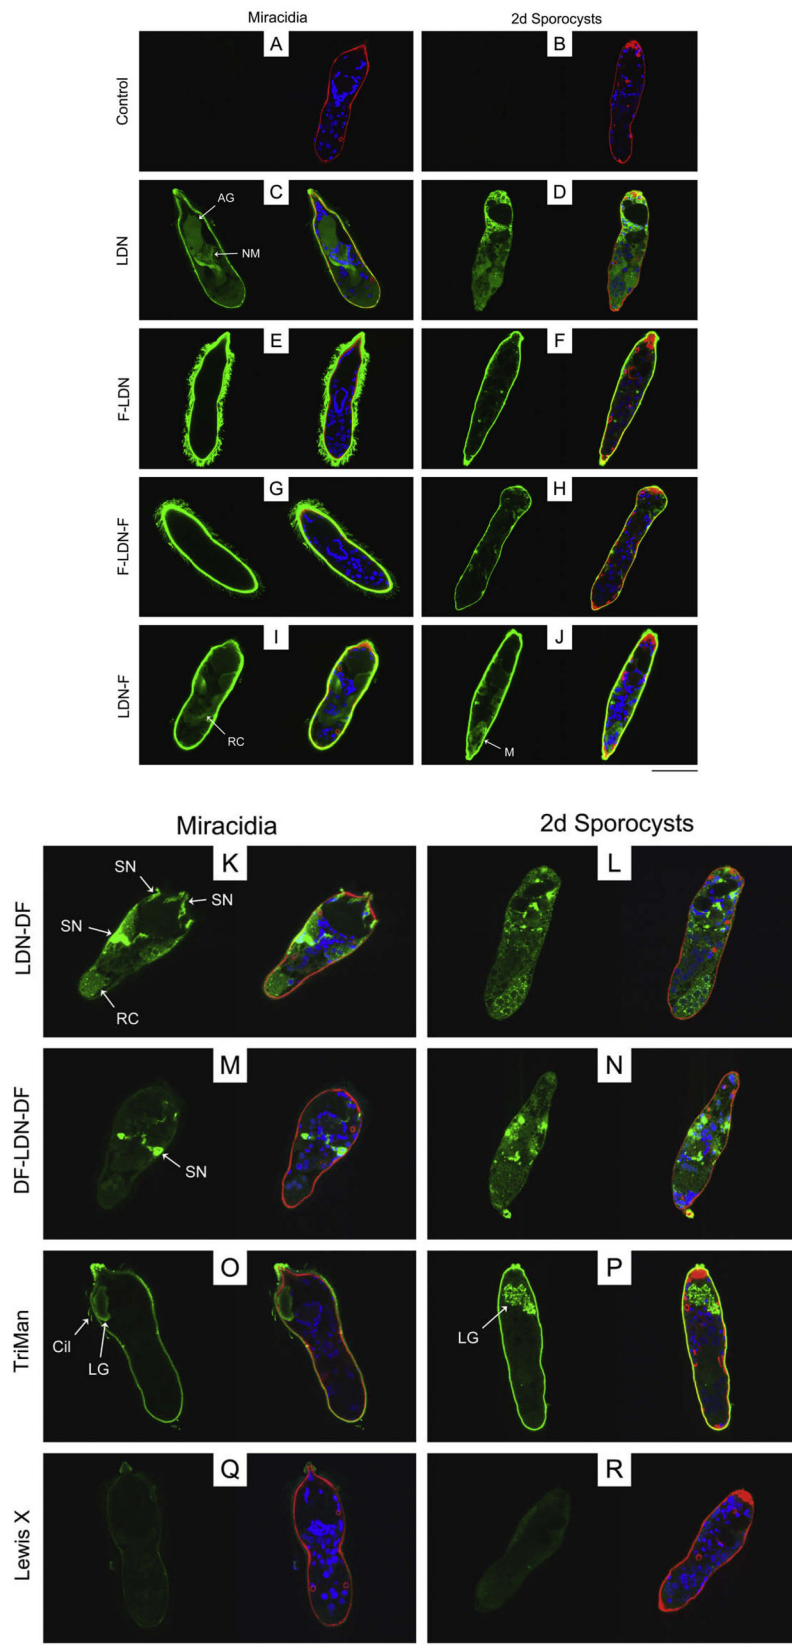 Miracidia 2d Sporocysts
Control A B
LDN C D
AG
NM
F-LDN E F
F-LDN-F G H
LDN-F I J
RC M
Miracidia 2d Sporocysts
LDN-DF K L
SN
SN
SN
RC
DF-LDN-DF M N
SN
TriMan O P
Cil LG LG
Lewis X Q R